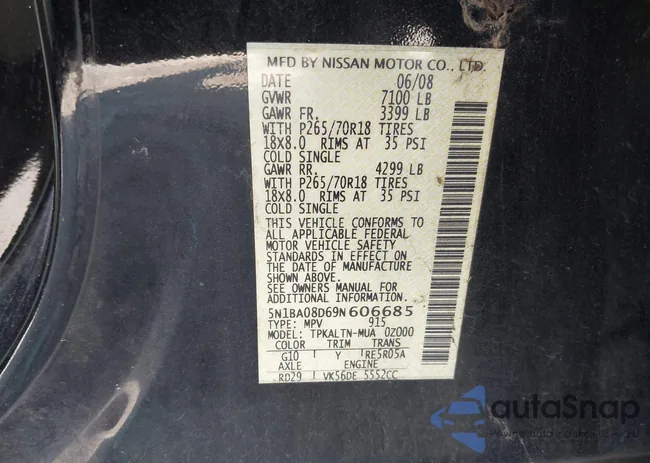 MFD BY NISSAN MOTOR CO., LTD.
DATE 06/08
GVWR 7100 LB
GAWR FR. 3399 LB
WITH P265/70R18 TIRES
18X8.0 RIMS AT 35 PSI
COLD SINGLE
GAWR RR. 4299 LB
WITH P265/70R18 TIRES
18X8.0 RIMS AT 35 PSI
COLD SINGLE
THIS VEHICLE CONFORMS TO
ALL APPLICABLE FEDERAL
MOTOR VEHICLE SAFETY
STANDARDS IN EFFECT ON
THE DATE OF MANUFACTURE
SHOWN ABOVE.
SEE OWNERS MANUAL FOR
ADDITIONAL INFORMATION
5N1BA08D69N606685
TYPE: MPV 915
MODEL: TPKALTN-MUA 0Z000
COLOR TRIM TRANS
G10 Y RE5R05A
AXLE ENGINE
RD29 VK56DE 5552CC
autaSnap